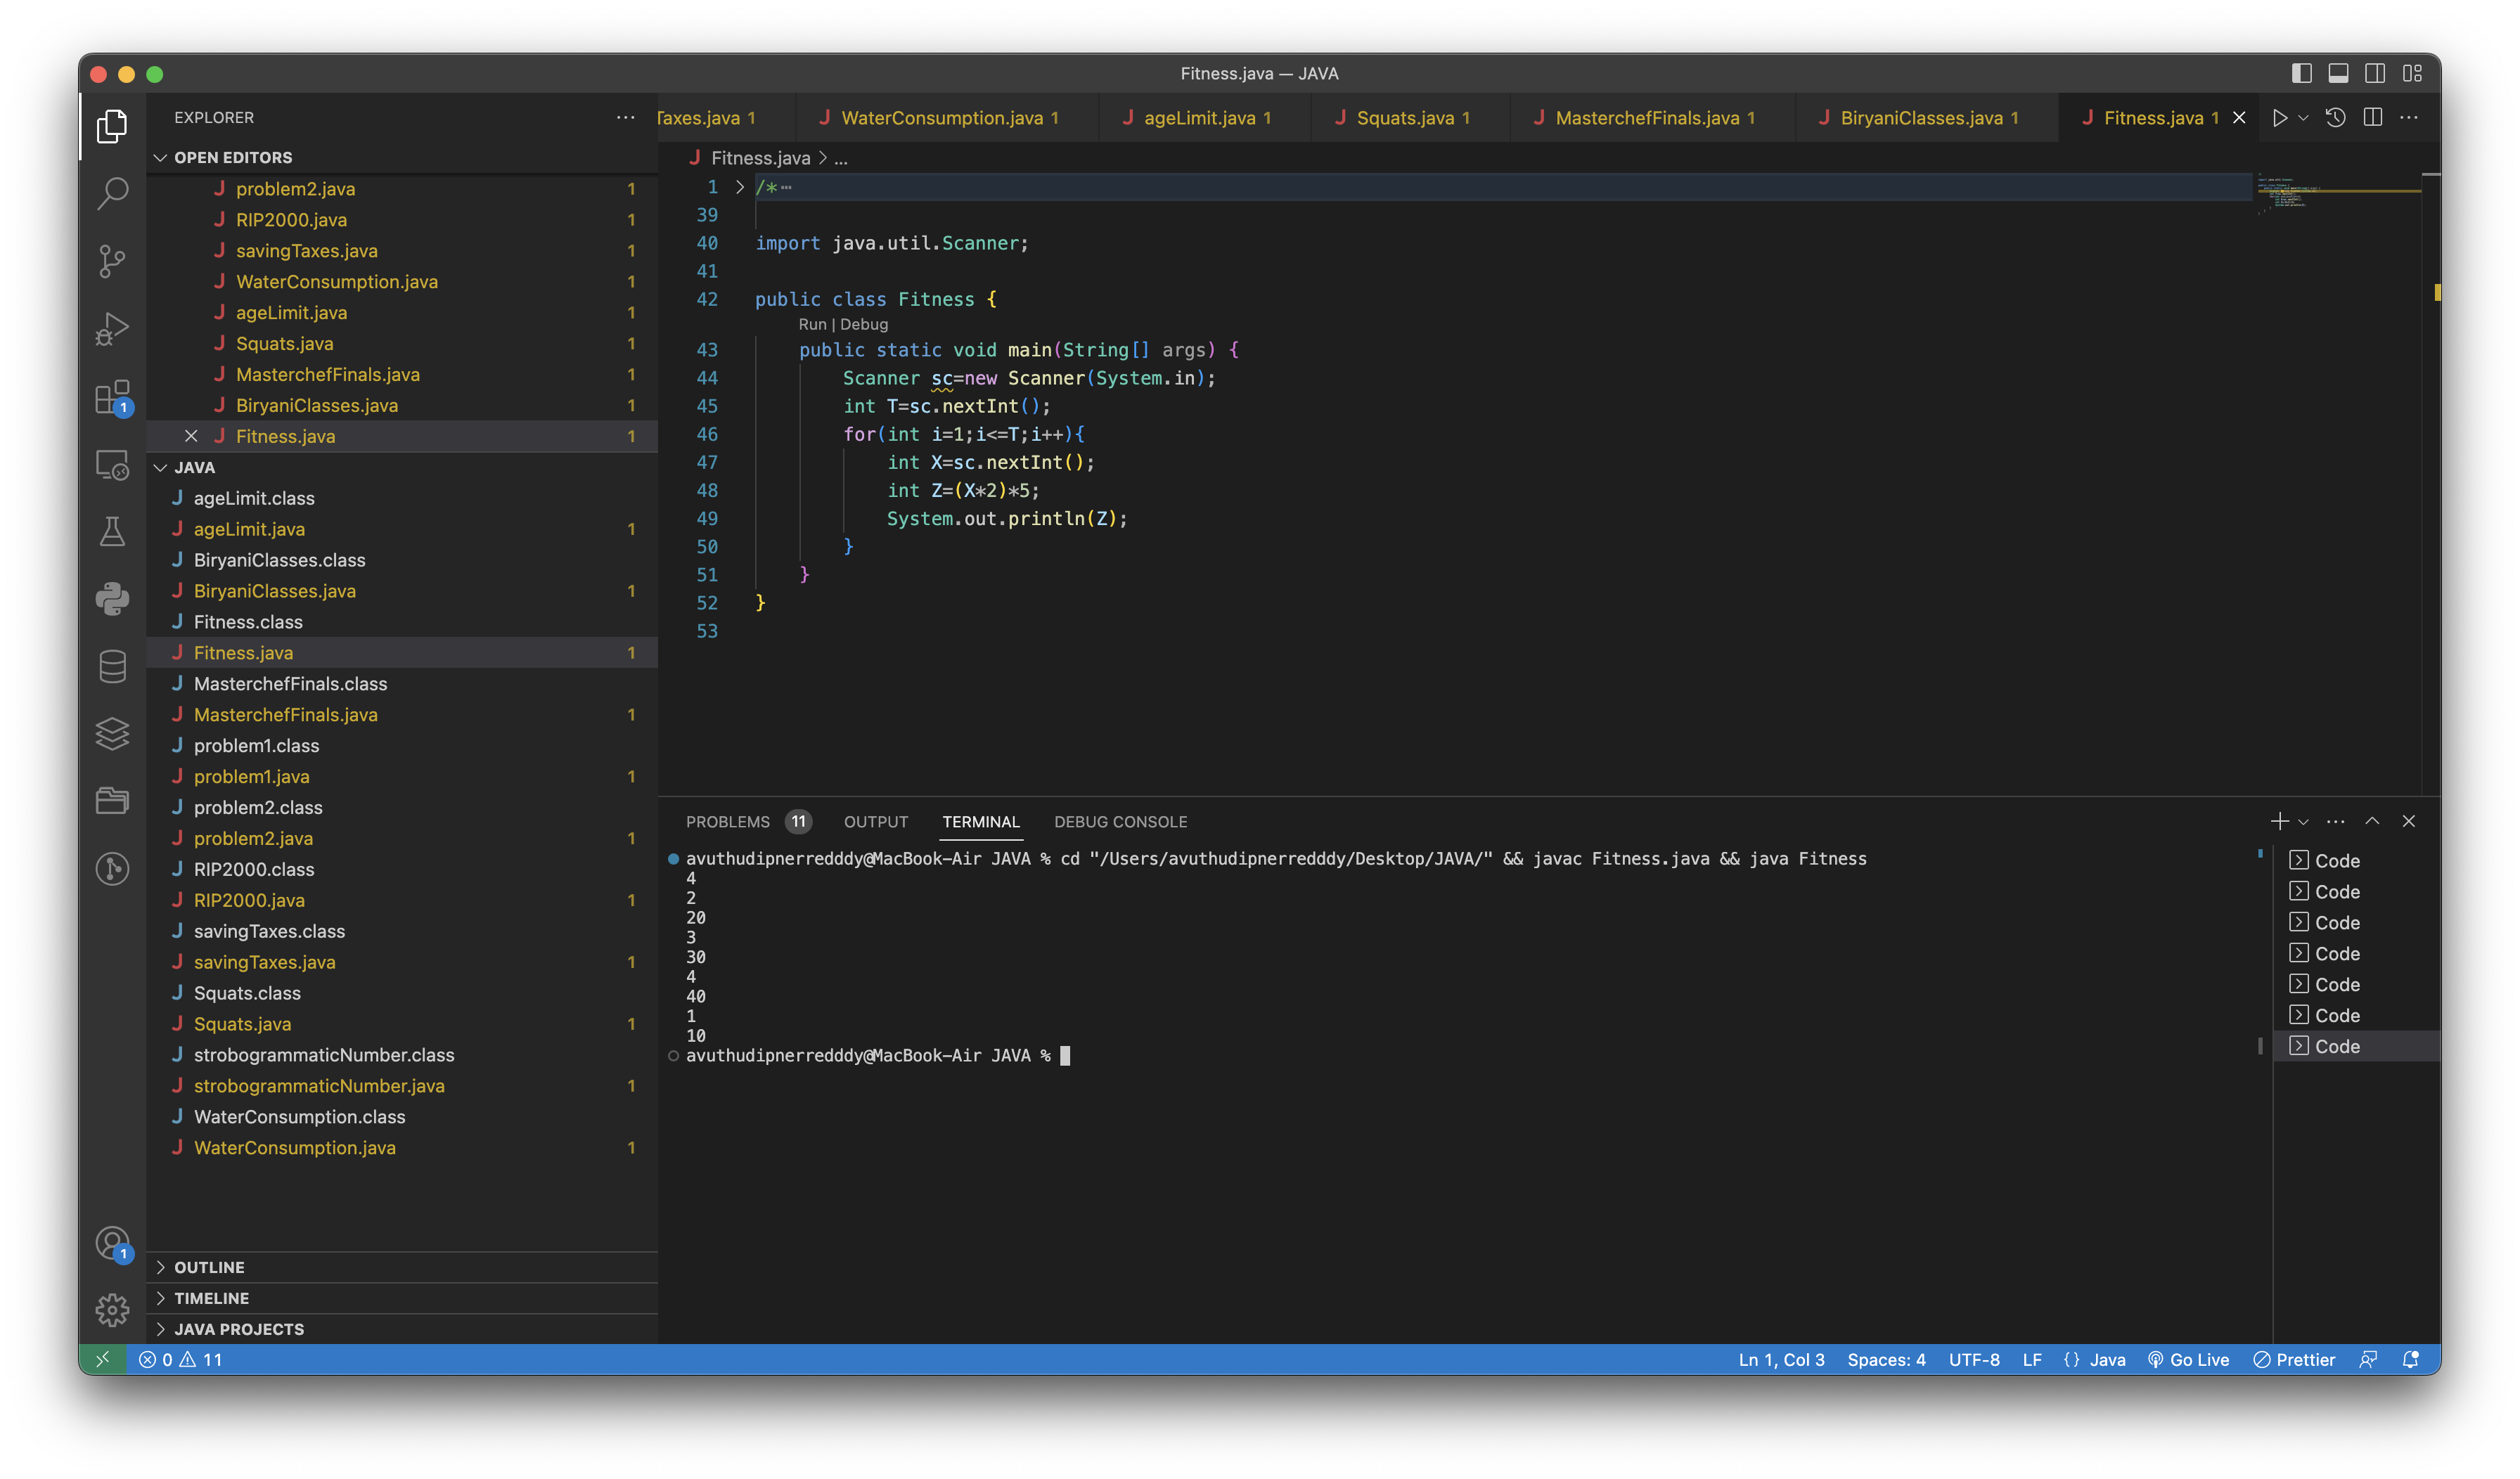 Fitness.java — JAVA
EXPLORER
OPEN EDITORS
problem2.java 1
RIP2000.java 1
savingTaxes.java 1
WaterConsumption.java 1
ageLimit.java 1
Squats.java 1
MasterchefFinals.java 1
BiryaniClasses.java 1
Fitness.java 1
JAVA
ageLimit.class
ageLimit.java 1
BiryaniClasses.class
BiryaniClasses.java 1
Fitness.class
Fitness.java 1
MasterchefFinals.class
MasterchefFinals.java 1
problem1.class
problem1.java 1
problem2.class
problem2.java 1
RIP2000.class
RIP2000.java 1
savingTaxes.class
savingTaxes.java 1
Squats.class
Squats.java 1
strobogrammaticNumber.class
strobogrammaticNumber.java 1
WaterConsumption.class
WaterConsumption.java 1
OUTLINE
TIMELINE
JAVA PROJECTS
1
1
Taxes.java 1 WaterConsumption.java 1 ageLimit.java 1 Squats.java 1 MasterchefFinals.java 1 BiryaniClasses.java 1 Fitness.java 1
Fitness.java > ...
1 /*
39
40 import java.util.Scanner;
41
42 public class Fitness {
Run | Debug
43 public static void main(String[] args) {
44 Scanner sc=new Scanner(System.in);
45 int T=sc.nextInt();
46 for(int i=1;i<=T;i++){
47 int X=sc.nextInt();
48 int Z=(X*2)*5;
49 System.out.println(Z);
50 }
51 }
52 }
53
PROBLEMS 11 OUTPUT TERMINAL DEBUG CONSOLE
avuthudipnerredddy@MacBook-Air JAVA % cd "/Users/avuthudipnerredddy/Desktop/JAVA/" && javac Fitness.java && java Fitness
4
2
20
3
30
4
40
1
10
avuthudipnerredddy@MacBook-Air JAVA %
Code
Code
Code
Code
Code
Code
Code
0 11 Ln 1, Col 3 Spaces: 4 UTF-8 LF {} Java Go Live Prettier